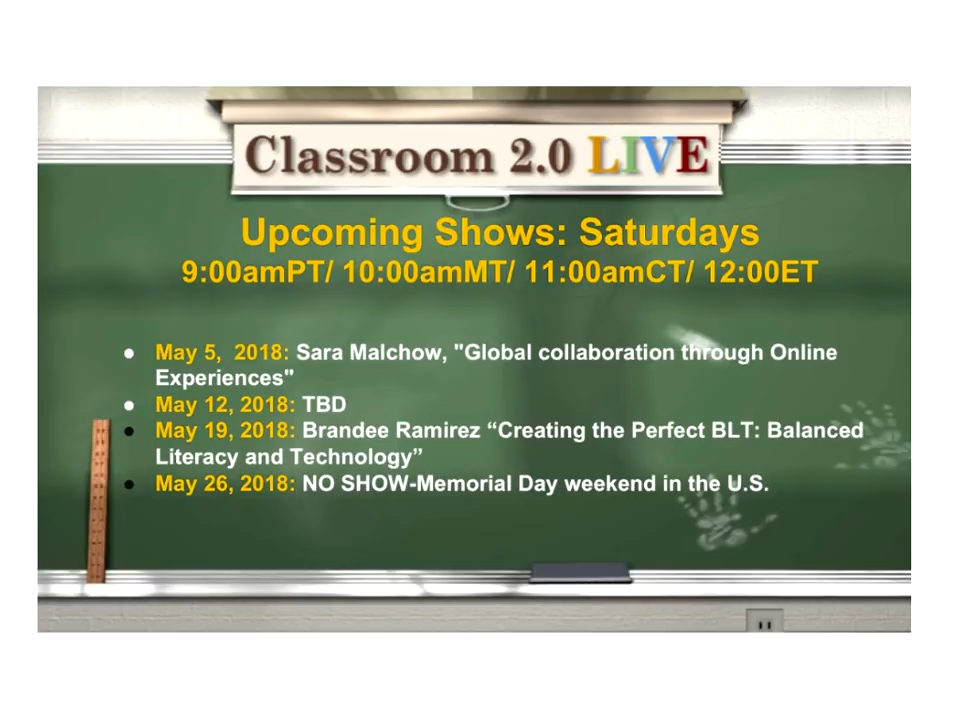 Classroom 2.0 LIVE
Upcoming Shows: Saturdays
9:00amPT/ 10:00amMT/ 11:00amCT/ 12:00ET
● May 5,  2018: Sara Malchow, "Global collaboration through Online
Experiences"
● May 12, 2018: TBD
● May 19, 2018: Brandee Ramirez “Creating the Perfect BLT: Balanced
Literacy and Technology”
● May 26, 2018: NO SHOW-Memorial Day weekend in the U.S.